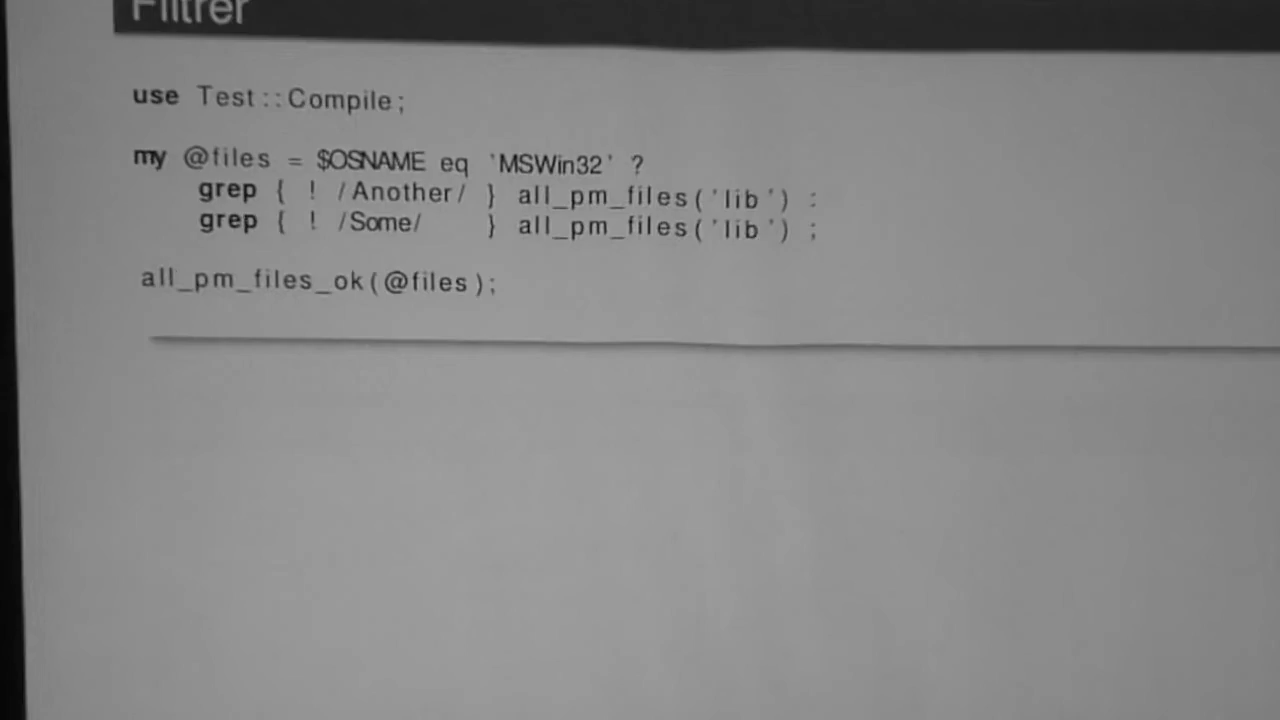 Filtrer
use Test::Compile;
my @files = $OSNAME eq 'MSWin32' ?
grep { ! /Another/ } all_pm_files('lib') :
grep { ! /Some/ } all_pm_files('lib') ;
all_pm_files_ok(@files);